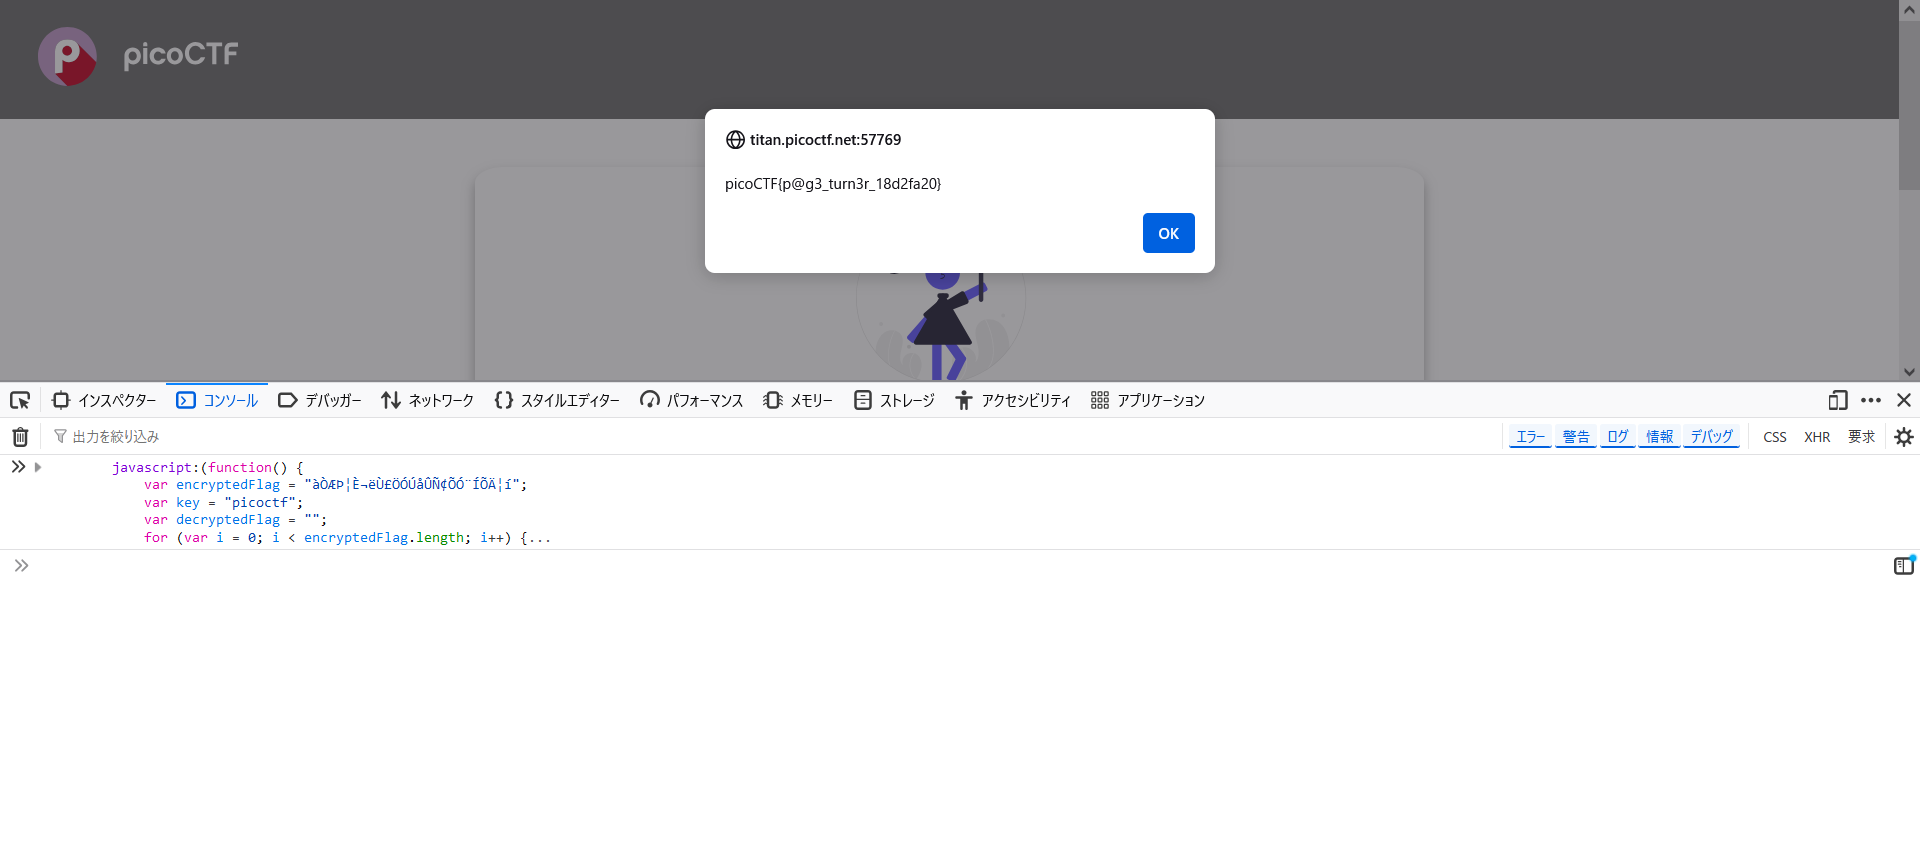 picoCTF
titan.picoctf.net:57769
picoCTF{p@g3_turn3r_18d2fa20}
OK
インスペクター コンソール デバッガー ネットワーク スタイルエディター パフォーマンス メモリー ストレージ アクセシビリティ アプリケーション
出力を絞り込み エラー 警告 ログ 情報 デバッグ CSS XHR 要求
javascript:(function() {
var encryptedFlag = "àÒÆÞ¦È¬ëÙ£ÖÓÚåÛÑ¢ÕÓ¨ÍÕÄ¦í";
var key = "picoctf";
var decryptedFlag = "";
for (var i = 0; i < encryptedFlag.length; i++) {...